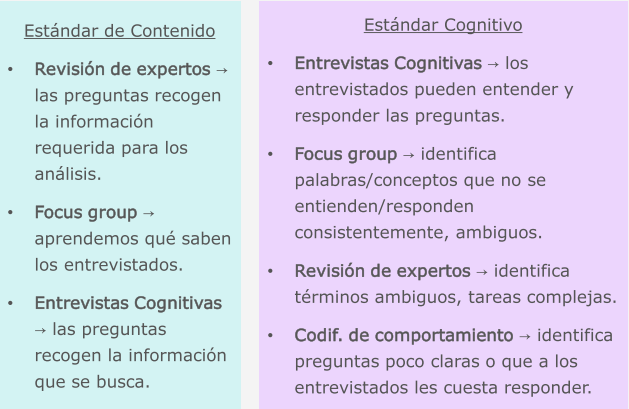 Estándar de Contenido
• Revisión de expertos →
las preguntas recogen
la información
requerida para los
análisis.
• Focus group →
aprendemos qué saben
los entrevistados.
• Entrevistas Cognitivas
→ las preguntas
recogen la información
que se busca.
Estándar Cognitivo
• Entrevistas Cognitivas → los
entrevistados pueden entender y
responder las preguntas.
• Focus group → identifica
palabras/conceptos que no se
entienden/responden
consistentemente, ambiguos.
• Revisión de expertos → identifica
términos ambiguos, tareas complejas.
• Codif. de comportamiento → identifica
preguntas poco claras o que a los
entrevistados les cuesta responder.